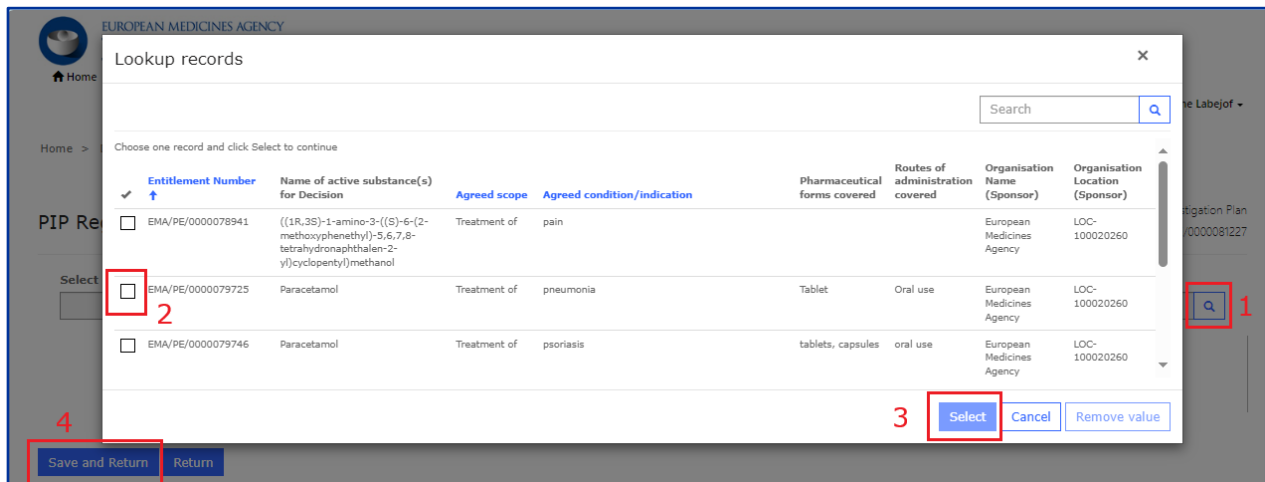 EUROPEAN MEDICINES AGENCY
Home
Lookup records
×
Search
ne Labejof
Home >
Choose one record and click Select to continue
Entitlement Number
Name of active substance(s) for Decision
Agreed scope
Agreed condition/indication
Pharmaceutical forms covered
Routes of administration covered
Organisation Name (Sponsor)
Organisation Location (Sponsor)
EMA/PE/0000078941
((1R,3S)-1-amino-3-((S)-6-(2-
methoxyphenethyl)-5,6,7,8-
tetrahydronaphthalen-2-
yl)cyclopentyl)methanol
Treatment of
pain
European
Medicines
Agency
LOC-
100020260
EMA/PE/0000079725
Paracetamol
Treatment of
pneumonia
Tablet
Oral use
European
Medicines
Agency
LOC-
100020260
EMA/PE/0000079746
Paracetamol
Treatment of
psoriasis
tablets, capsules
oral use
European
Medicines
Agency
LOC-
100020260
PIP Re
stigation Plan
/0000081227
Select
1
2
3
Select
Cancel
Remove value
4
Save and Return
Return